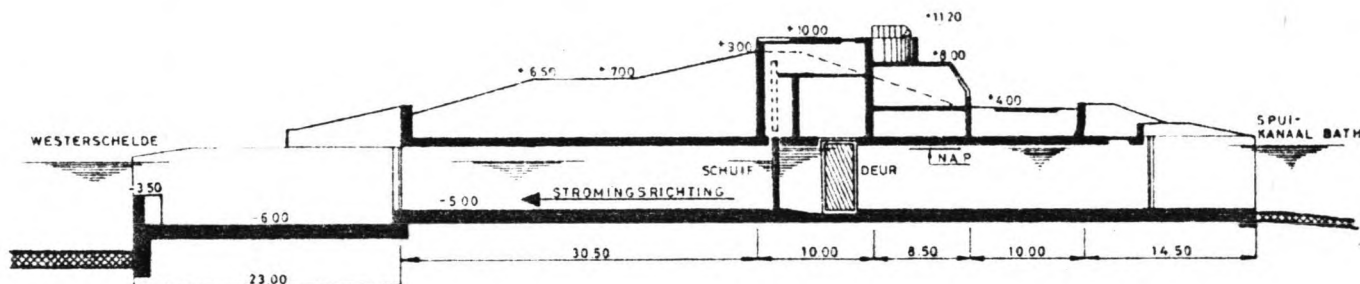 +11.20
+10.00
+9.00
+8.00
+6.50 +7.00
+4.00
WESTERSCHELDE
SPUI-
KANAAL BATH
N.A.P.
SCHUIF
DEUR
-3.50
STROMINGSRICHTING
-5.00
-6.00
30.50
10.00
8.50
10.00
14.50
23.00